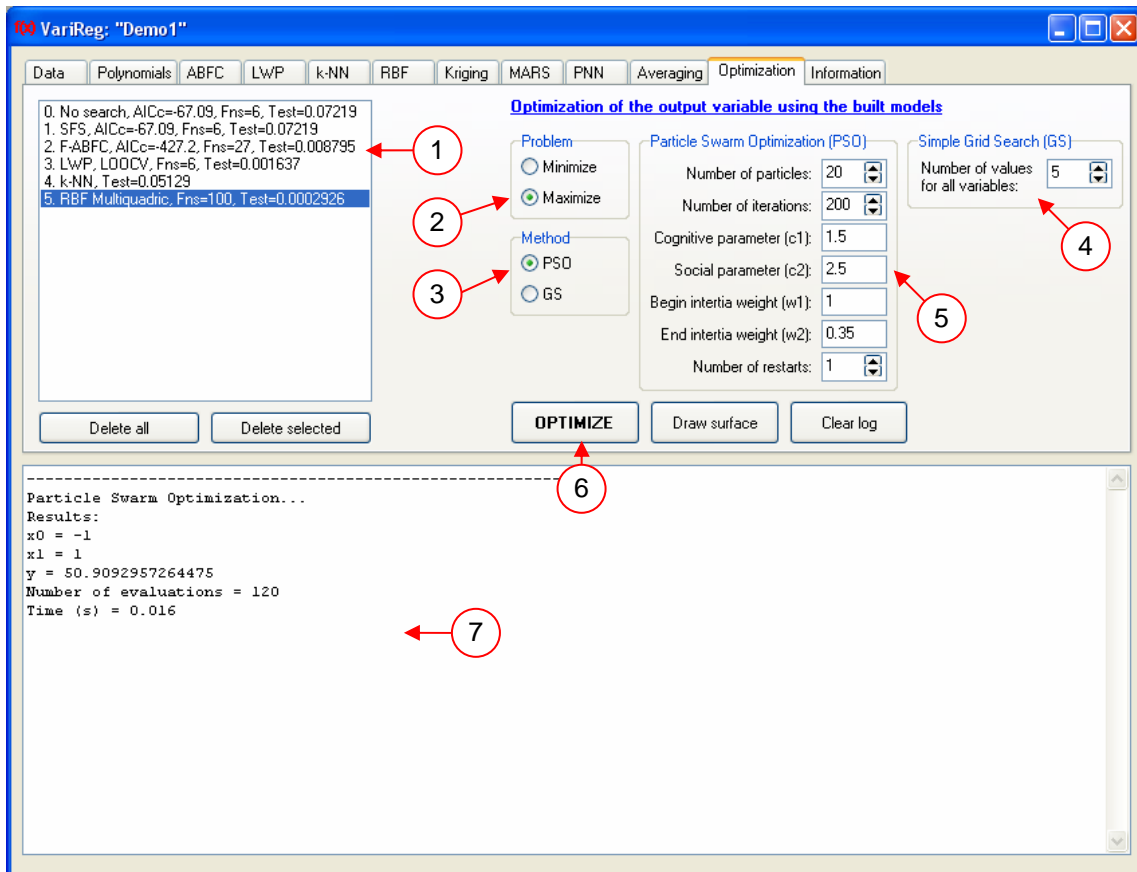 f(x) VariReg: "Demo1"
Data Polynomials ABFC LWP k-NN RBF Kriging MARS PNN Averaging Optimization Information
0. No search, AICc=-67.09, Fns=6, Test=0.07219
1. SFS, AICc=-67.09, Fns=6, Test=0.07219
2. F-ABFC, AICc=-427.2, Fns=27, Test=0.008795
3. LWP, LOOCV, Fns=6, Test=0.001637
4. k-NN, Test=0.05129
5. RBF Multiquadric, Fns=100, Test=0.0002926
1
Delete all Delete selected
Optimization of the output variable using the built models
Problem
Minimize
Maximize
2
Method
PSO
GS
3
Particle Swarm Optimization (PSO)
Number of particles: 20
Number of iterations: 200
Cognitive parameter (c1): 1.5
Social parameter (c2): 2.5
Begin intertia weight (w1): 1
End intertia weight (w2): 0.35
Number of restarts: 1
5
Simple Grid Search (GS)
Number of values
for all variables: 5
4
OPTIMIZE Draw surface Clear log
6
------------------------------------------------------------------
Particle Swarm Optimization...
Results:
x0 = -1
x1 = 1
y = 50.9092957264475
Number of evaluations = 120
Time (s) = 0.016
7